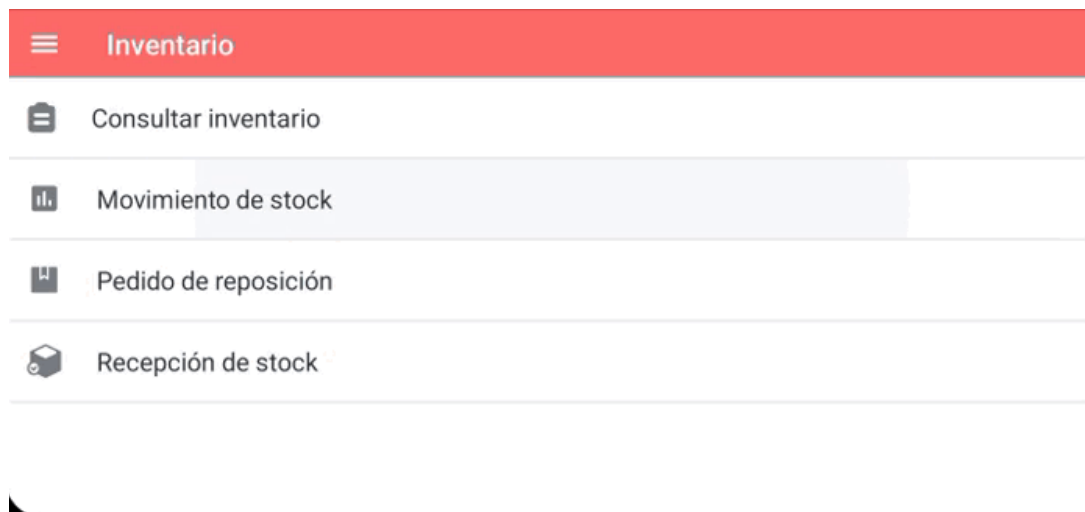 Inventario
Consultar inventario
Movimiento de stock
Pedido de reposición
Recepción de stock